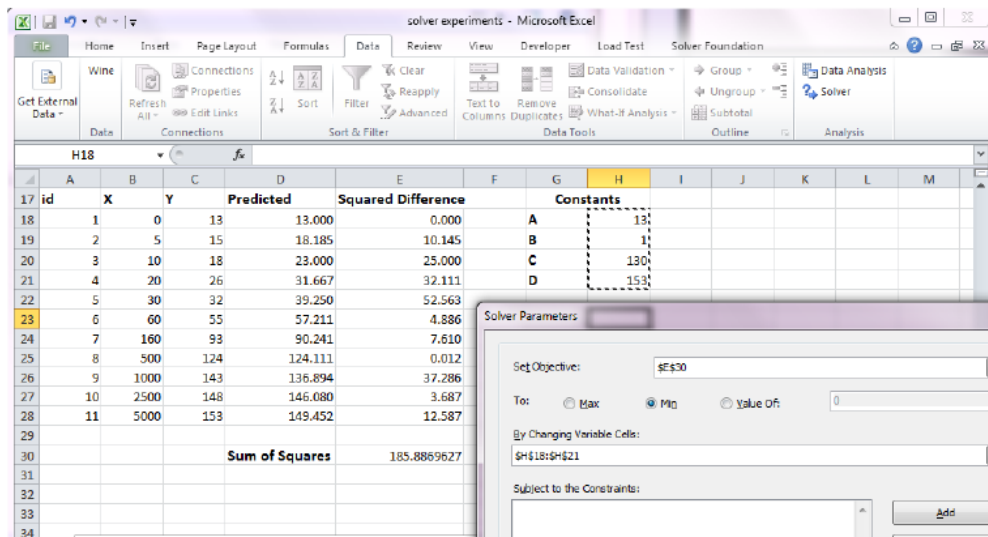 solver experiments - Microsoft Excel
File Home Insert Page Layout Formulas Data Review View Developer Load Test Solver Foundation
Wine Connections Clear Data Validation Group Data Analysis
Properties Reapply Consolidate Ungroup Solver
Get External Data Refresh All Edit Links Sort Filter Advanced Text to Columns Remove Duplicates What-If Analysis Subtotal
Data Connections Sort & Filter Data Tools Outline Analysis
H18 fx
A B C D E F G H I J K L M
17 id X Y Predicted Squared Difference Constants
18 1 0 13 13.000 0.000 A 13
19 2 5 15 18.185 10.145 B 1
20 3 10 18 23.000 25.000 C 130
21 4 20 26 31.667 32.111 D 153
22 5 30 32 39.250 52.563
23 6 60 55 57.211 4.886
24 7 160 93 90.241 7.610
25 8 500 124 124.111 0.012
26 9 1000 143 136.894 37.286
27 10 2500 148 146.080 3.687
28 11 5000 153 149.452 12.587
29
30 Sum of Squares 185.8869627
31
32
33
34
Solver Parameters
Set Objective: $E$30
To: Max Min Value Of: 0
By Changing Variable Cells:
$H$18:$H$21
Subject to the Constraints:
Add